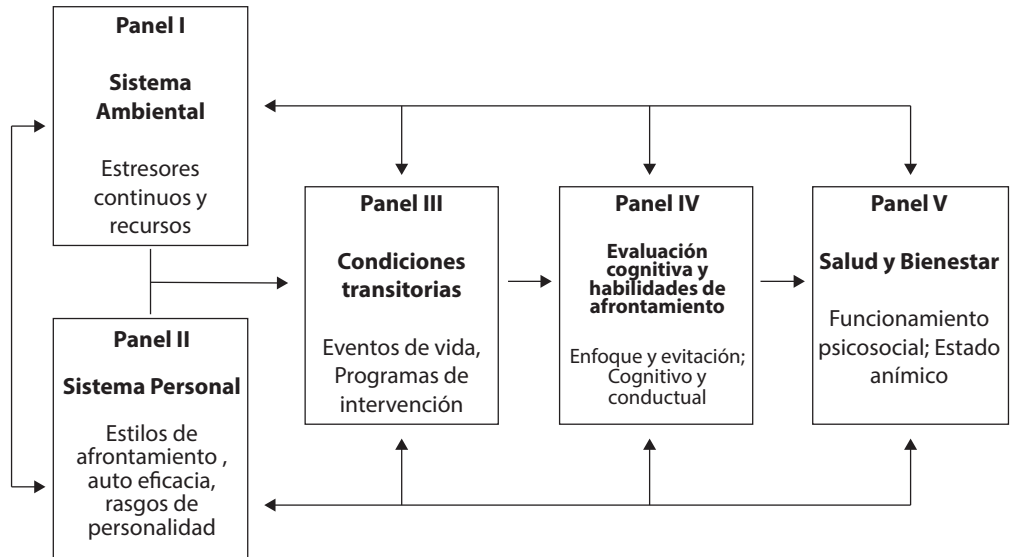 Panel I
Sistema
Ambiental
Estresores
continuos y
recursos
Panel II
Sistema Personal
Estilos de
afrontamiento ,
auto eficacia,
rasgos de
personalidad
Panel III
Condiciones
transitorias
Eventos de vida,
Programas de
intervención
Panel IV
Evaluación
cognitiva y
habilidades de
afrontamiento
Enfoque y evitación;
Cognitivo y
conductual
Panel V
Salud y Bienestar
Funcionamiento
psicosocial; Estado
anímico